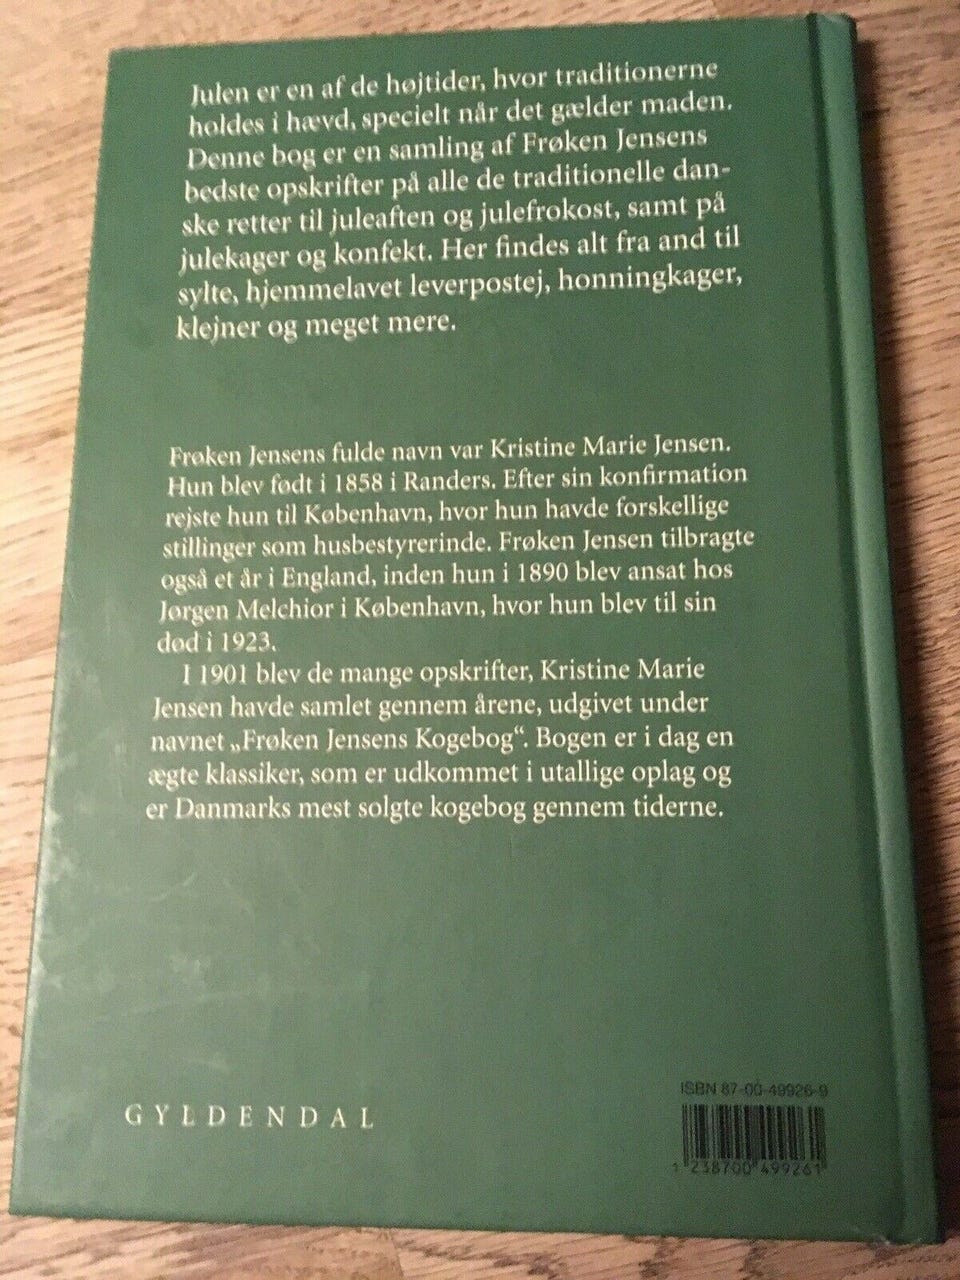 Julen er en af de højtider, hvor traditionerne
holdes i hævd, specielt når det gælder maden.
Denne bog er en samling af Frøken Jensens
bedste opskrifter på alle de traditionelle dan-
ske retter til juleaften og julefrokost, samt på
julekager og konfekt. Her findes alt fra and til
sylte, hjemmelavet leverpostej, honningkager,
klejner og meget mere.
Frøken Jensens fulde navn var Kristine Marie Jensen.
Hun blev født i 1858 i Randers. Efter sin konfirmation
rejste hun til København, hvor hun havde forskellige
stillinger som husbestyrerinde. Frøken Jensen tilbragte
også et år i England, inden hun i 1890 blev ansat hos
Jørgen Melchior i København, hvor hun blev til sin
død i 1923.
I 1901 blev de mange opskrifter, Kristine Marie
Jensen havde samlet gennem årene, udgivet under
navnet „Frøken Jensens Kogebog“. Bogen er i dag en
ægte klassiker, som er udkommet i utallige oplag og
er Danmarks mest solgte kogebog gennem tiderne.
GYLDENDAL
ISBN 87-00-49926-9
1 238700 499261